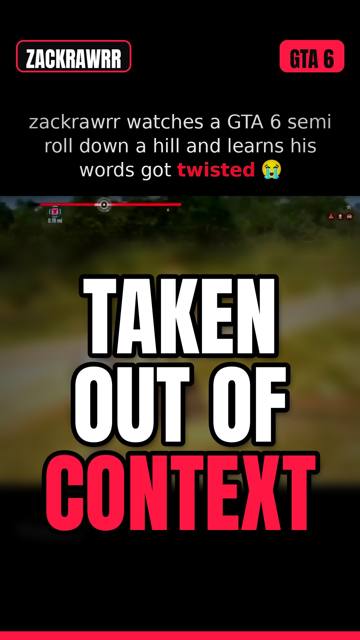 ZACKRAWRR
GTA 6
zackrawrr watches a GTA 6 semi
roll down a hill and learns his
words got twisted 😭
TAKEN
OUT OF
CONTEXT